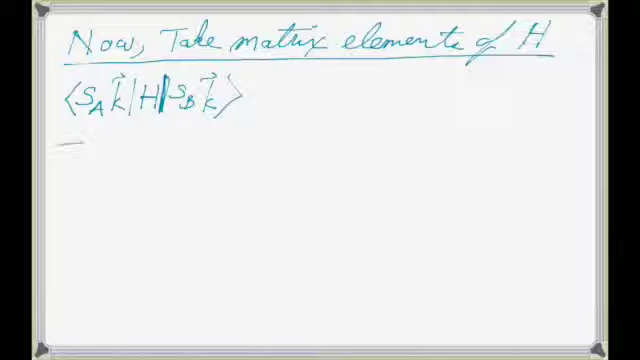 Now, Take matrix elements of H
⟨S_A k⃗|H|S_B k⃗⟩